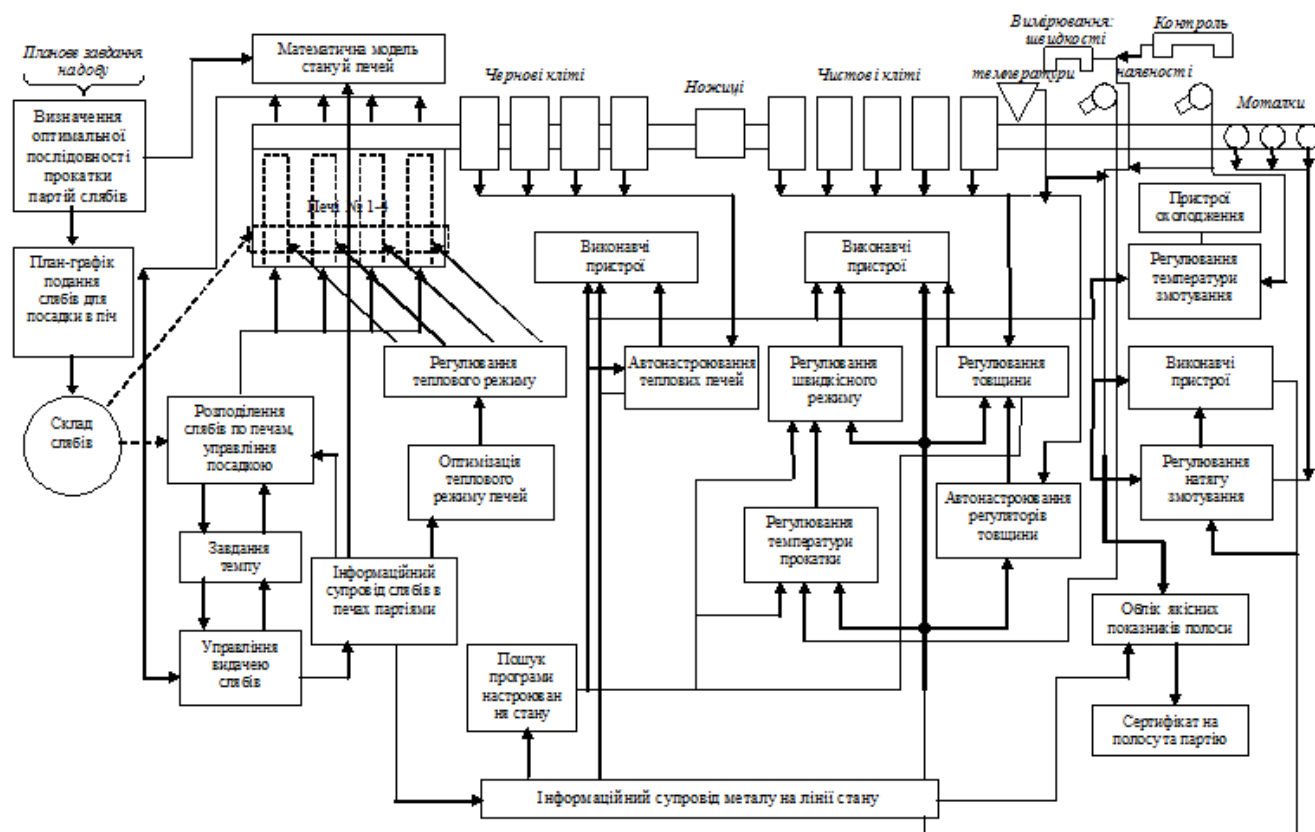 Планове завдання
на добу
Визначення
оптимальної
послідовності
прокатки
партій слябів
План-графік
подання
слябів для
посадки в піч
Склад
слябів
Математична модель
стану й печей
Чернові кліті
Ножиці
Чистові кліті
Вимірювання:
швидкості
температури
Контроль
наявності
Моталки
Печі № 1-4
Виконавчі
пристрої
Виконавчі
пристрої
Пристрої
охолодження
Регулювання
температури
змотування
Регулювання
теплового режиму
Автонастроювання
теплових печей
Регулювання
швидкісного
режиму
Регулювання
товщини
Виконавчі
пристрої
Розподілення
слябів по печам,
управління
посадкою
Оптимізація
теплового
режиму печей
Регулювання
температури
прокатки
Автонастроювання
регуляторів
товщини
Регулювання
натягу
змотування
Завдання
темпу
Інформаційний
супровід слябів в
печах партіями
Управління
видачею
слябів
Пошук
програми
настроюван
ня стану
Облік якісних
показників полоси
Сертифікат на
полосу та партію
Інформаційний супровід металу на лінії стану